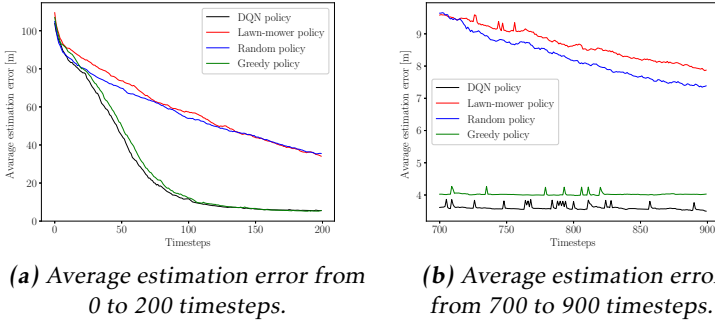 DQN policy
Lawn-mower policy
Random policy
Greedy policy
Avarage estimation error [m]
100
80
60
40
20
0
0
50
100
150
200
Timesteps
(a) Average estimation error from
0 to 200 timesteps.
DQN policy
Lawn-mower policy
Random policy
Greedy policy
Avarage estimation error [m]
9
8
7
6
5
4
700
750
800
850
900
Timesteps
(b) Average estimation error
from 700 to 900 timesteps.